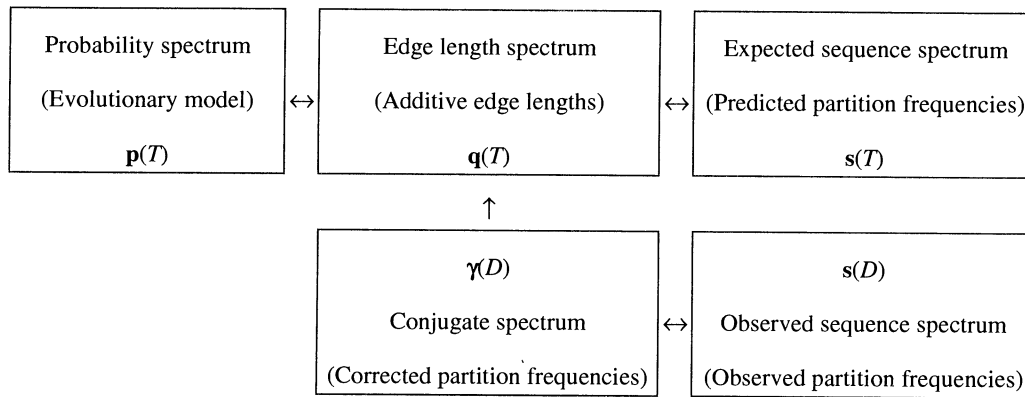 Probability spectrum
(Evolutionary model)
p(T)
↔
Edge length spectrum
(Additive edge lengths)
q(T)
↔
Expected sequence spectrum
(Predicted partition frequencies)
s(T)
↑
γ(D)
Conjugate spectrum
(Corrected partition frequencies)
↔
s(D)
Observed sequence spectrum
(Observed partition frequencies)